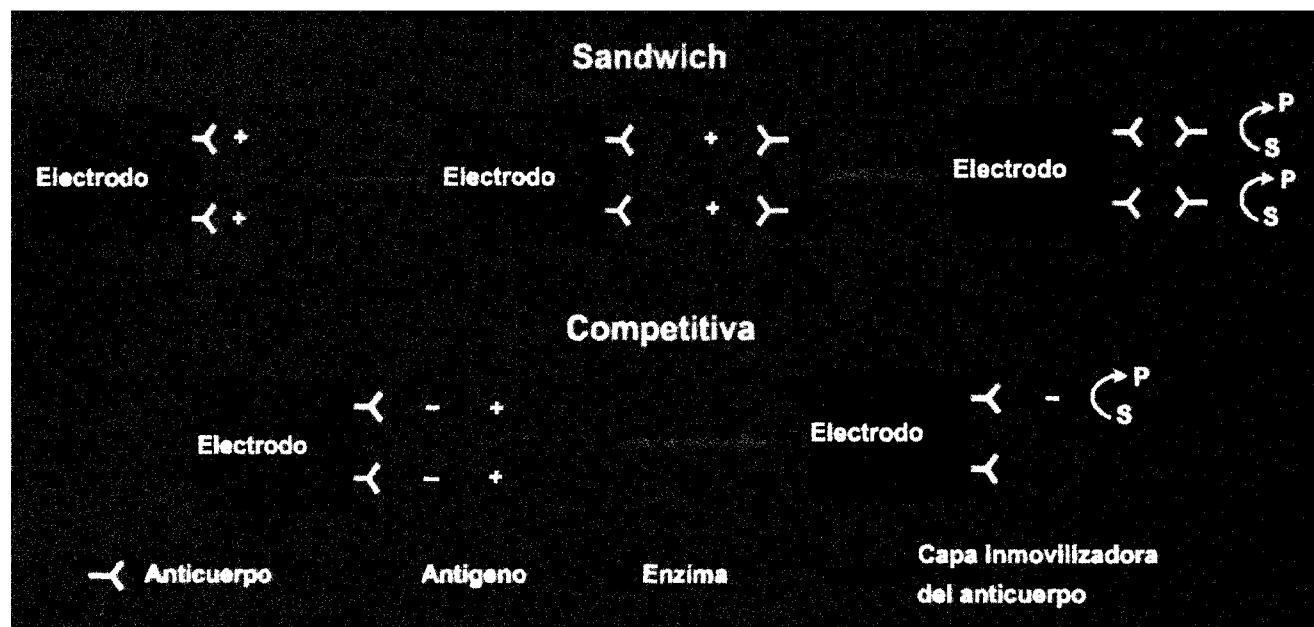 Sandwich
+ + P
Electrodo Electrodo Electrodo S
P
+ + S
Competitiva
P
- + - S
Electrodo Electrodo
- +
Anticuerpo Antigeno Enzima Capa inmovilizadora
del anticuerpo